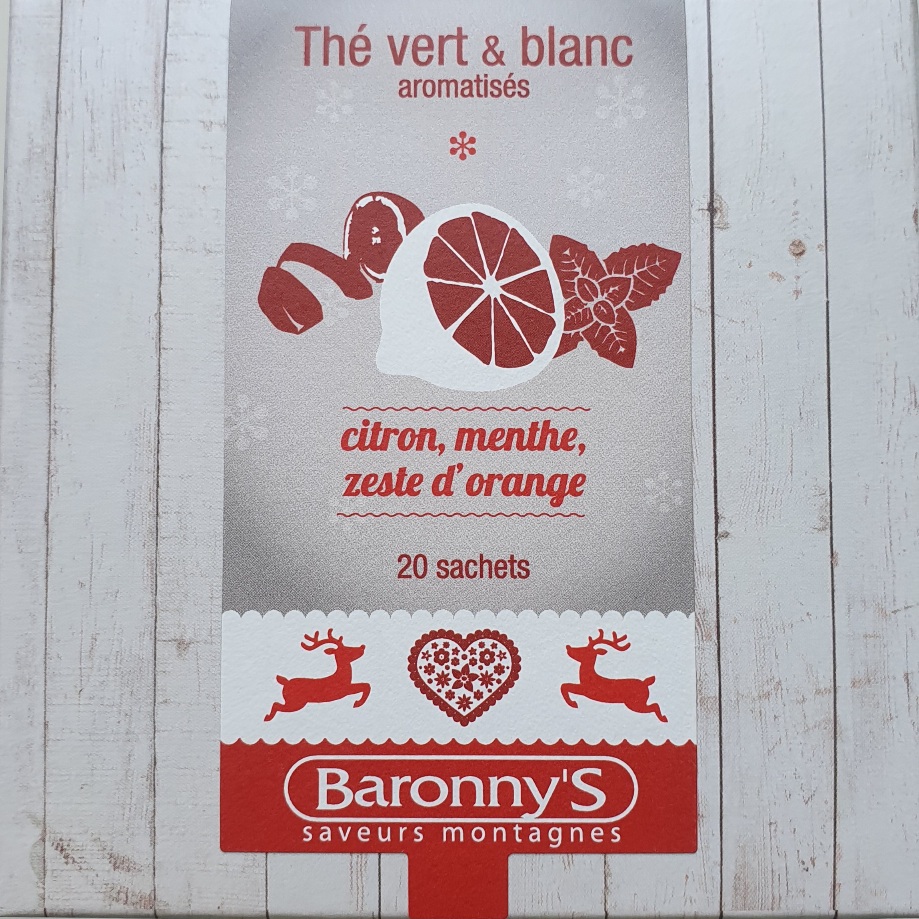 Thé vert & blanc
aromatisés
citron, menthe,
zeste d'orange
20 sachets
Baronny'S
saveurs montagnes